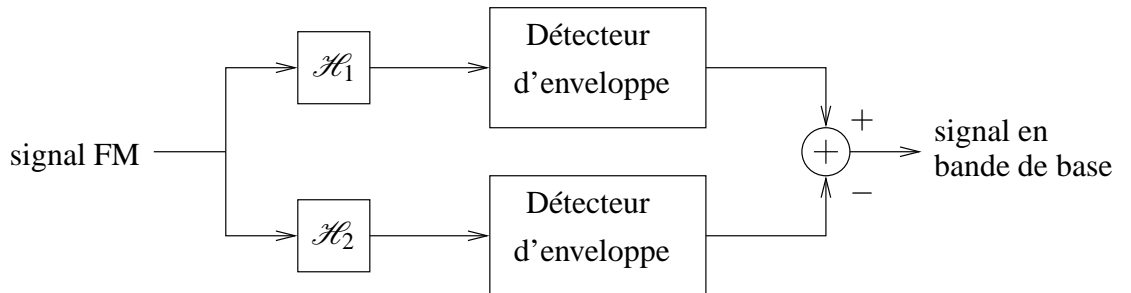 Détecteur
d'enveloppe
ℋ1
+
signal FM
+
signal en
bande de base
−
Détecteur
d'enveloppe
ℋ2